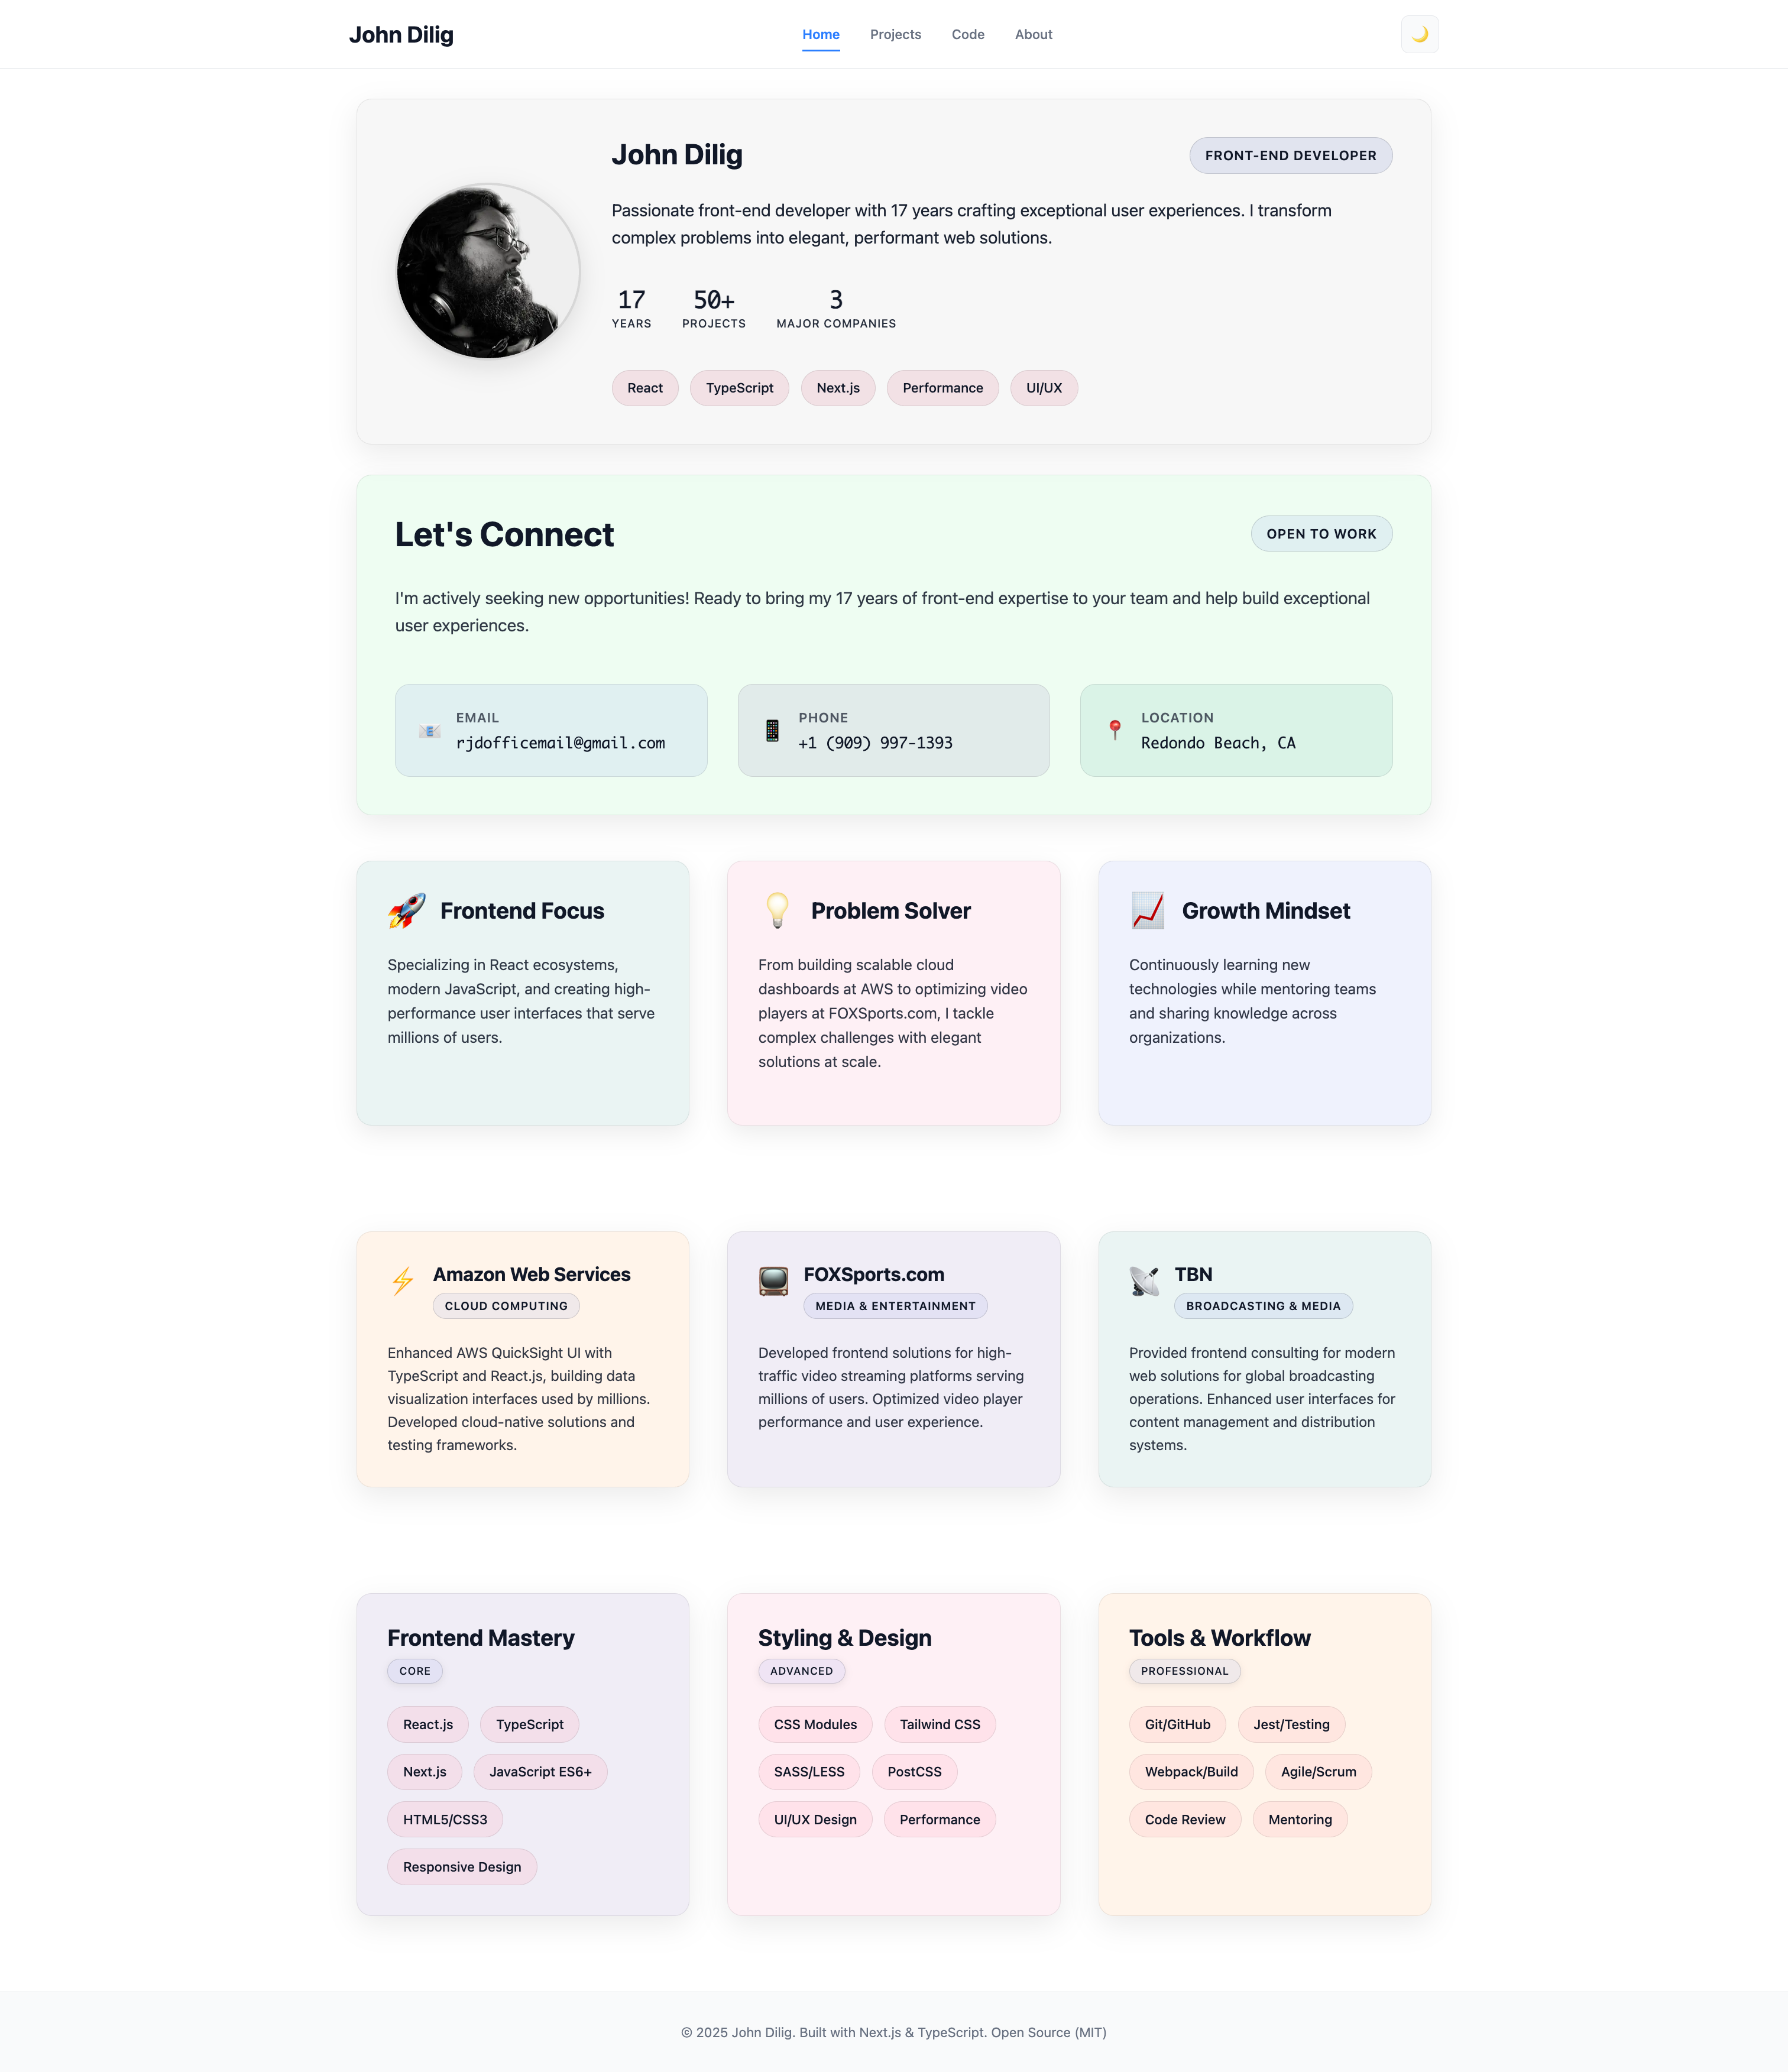 John Dilig
Home
Projects
Code
About
John Dilig
FRONT-END DEVELOPER
Passionate front-end developer with 17 years crafting exceptional user experiences. I transform
complex problems into elegant, performant web solutions.
17
YEARS
50+
PROJECTS
3
MAJOR COMPANIES
React
TypeScript
Next.js
Performance
UI/UX
Let's Connect
OPEN TO WORK
I'm actively seeking new opportunities! Ready to bring my 17 years of front-end expertise to your team and help build exceptional
user experiences.
EMAIL
rjdofficemail@gmail.com
PHONE
+1 (909) 997-1393
LOCATION
Redondo Beach, CA
Frontend Focus
Specializing in React ecosystems,
modern JavaScript, and creating high-
performance user interfaces that serve
millions of users.
Problem Solver
From building scalable cloud
dashboards at AWS to optimizing video
players at FOXSports.com, I tackle
complex challenges with elegant
solutions at scale.
Growth Mindset
Continuously learning new
technologies while mentoring teams
and sharing knowledge across
organizations.
Amazon Web Services
CLOUD COMPUTING
Enhanced AWS QuickSight UI with
TypeScript and React.js, building data
visualization interfaces used by millions.
Developed cloud-native solutions and
testing frameworks.
FOXSports.com
MEDIA & ENTERTAINMENT
Developed frontend solutions for high-
traffic video streaming platforms serving
millions of users. Optimized video player
performance and user experience.
TBN
BROADCASTING & MEDIA
Provided frontend consulting for modern
web solutions for global broadcasting
operations. Enhanced user interfaces for
content management and distribution
systems.
Frontend Mastery
CORE
React.js
TypeScript
Next.js
JavaScript ES6+
HTML5/CSS3
Responsive Design
Styling & Design
ADVANCED
CSS Modules
Tailwind CSS
SASS/LESS
PostCSS
UI/UX Design
Performance
Tools & Workflow
PROFESSIONAL
Git/GitHub
Jest/Testing
Webpack/Build
Agile/Scrum
Code Review
Mentoring
© 2025 John Dilig. Built with Next.js & TypeScript. Open Source (MIT)